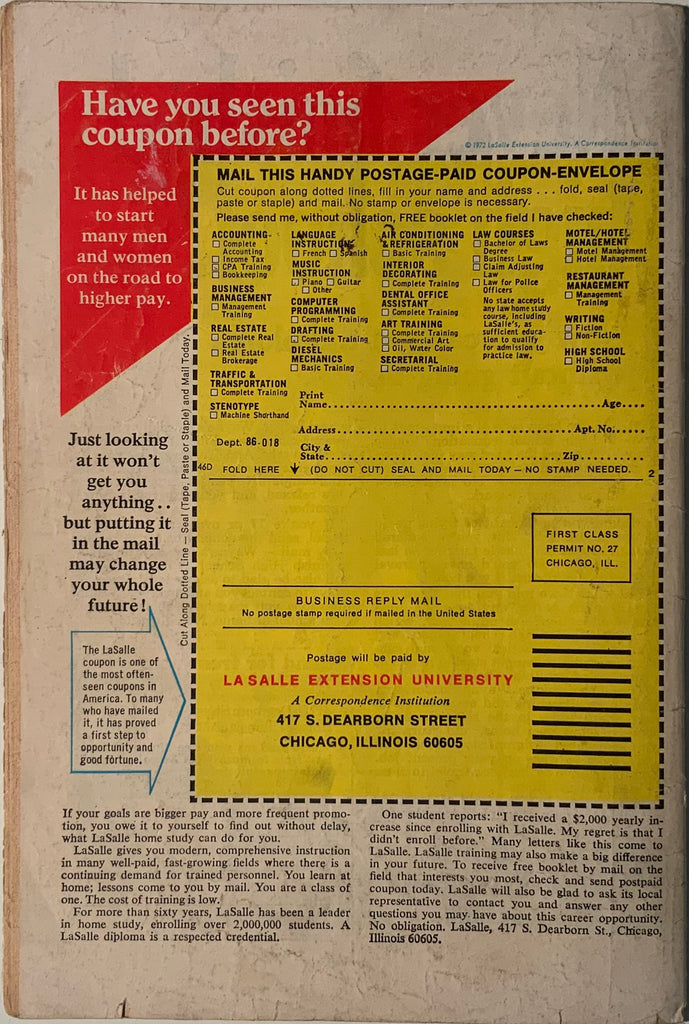 Have you seen this
coupon before?
© 1972 LaSalle Extension University, A Correspondence Institution
It has helped
to start
many men
and women
on the road to
higher pay.
MAIL THIS HANDY POSTAGE-PAID COUPON-ENVELOPE
Cut coupon along dotted lines, fill in your name and address . . . fold, seal (tape,
paste or staple) and mail. No stamp or envelope is necessary.
Please send me, without obligation, FREE booklet on the field I have checked:
ACCOUNTING
Complete
Accounting
Income Tax
CPA Training
Bookkeeping
BUSINESS
MANAGEMENT
Management
Training
REAL ESTATE
Complete Real
Estate
Real Estate
Brokerage
TRAFFIC &
TRANSPORTATION
Complete Training
STENOTYPE
Machine Shorthand
LANGUAGE
INSTRUCTION
French Spanish
MUSIC
INSTRUCTION
Piano Guitar
Other
COMPUTER
PROGRAMMING
Complete Training
DRAFTING
Complete Training
DIESEL
MECHANICS
Basic Training
AIR CONDITIONING
& REFRIGERATION
Basic Training
INTERIOR
DECORATING
Complete Training
DENTAL OFFICE
ASSISTANT
Complete Training
ART TRAINING
Complete Training
Commercial Art
Oil, Water Color
SECRETARIAL
Complete Training
LAW COURSES
Bachelor of Laws
Degree
Business Law
Claim Adjusting
Law
Law for Police
Officers
No state accepts
any law home study
course, including
LaSalle's, as
sufficient educa-
tion to qualify
for admission to
practice law.
MOTEL/HOTEL
MANAGEMENT
Motel Management
Hotel Management
RESTAURANT
MANAGEMENT
Management
Training
WRITING
Fiction
Non-Fiction
HIGH SCHOOL
High School
Diploma
Print
Name Age
Address Apt. No.
Dept. 86-018
City &
State Zip
46D FOLD HERE ↓ (DO NOT CUT) SEAL AND MAIL TODAY — NO STAMP NEEDED. 2
Cut Along Dotted Line — Seal (Tape, Paste or Staple) and Mail Today.
Just looking
at it won't
get you
anything . .
but putting it
in the mail
may change
your whole
future!
The LaSalle
coupon is one of
the most often-
seen coupons in
America. To many
who have mailed
it, it has proved
a first step to
opportunity and
good fortune.
FIRST CLASS
PERMIT NO. 27
CHICAGO, ILL.
BUSINESS REPLY MAIL
No postage stamp required if mailed in the United States
Postage will be paid by
LA SALLE EXTENSION UNIVERSITY
A Correspondence Institution
417 S. DEARBORN STREET
CHICAGO, ILLINOIS 60605
If your goals are bigger pay and more frequent promo-
tion, you owe it to yourself to find out without delay,
what LaSalle home study can do for you.
LaSalle gives you modern, comprehensive instruction
in many well-paid, fast-growing fields where there is a
continuing demand for trained personnel. You learn at
home; lessons come to you by mail. You are a class of
one. The cost of training is low.
For more than sixty years, LaSalle has been a leader
in home study, enrolling over 2,000,000 students. A
LaSalle diploma is a respected credential.
One student reports: "I received a $2,000 yearly in-
crease since enrolling with LaSalle. My regret is that I
didn't enroll before." Many letters like this come to
LaSalle. LaSalle training may also make a big difference
in your future. To receive free booklet by mail on the
field that interests you most, check and send postpaid
coupon today. LaSalle will also be glad to ask its local
representative to contact you and answer any other
questions you may have about this career opportunity.
No obligation. LaSalle, 417 S. Dearborn St., Chicago,
Illinois 60605.